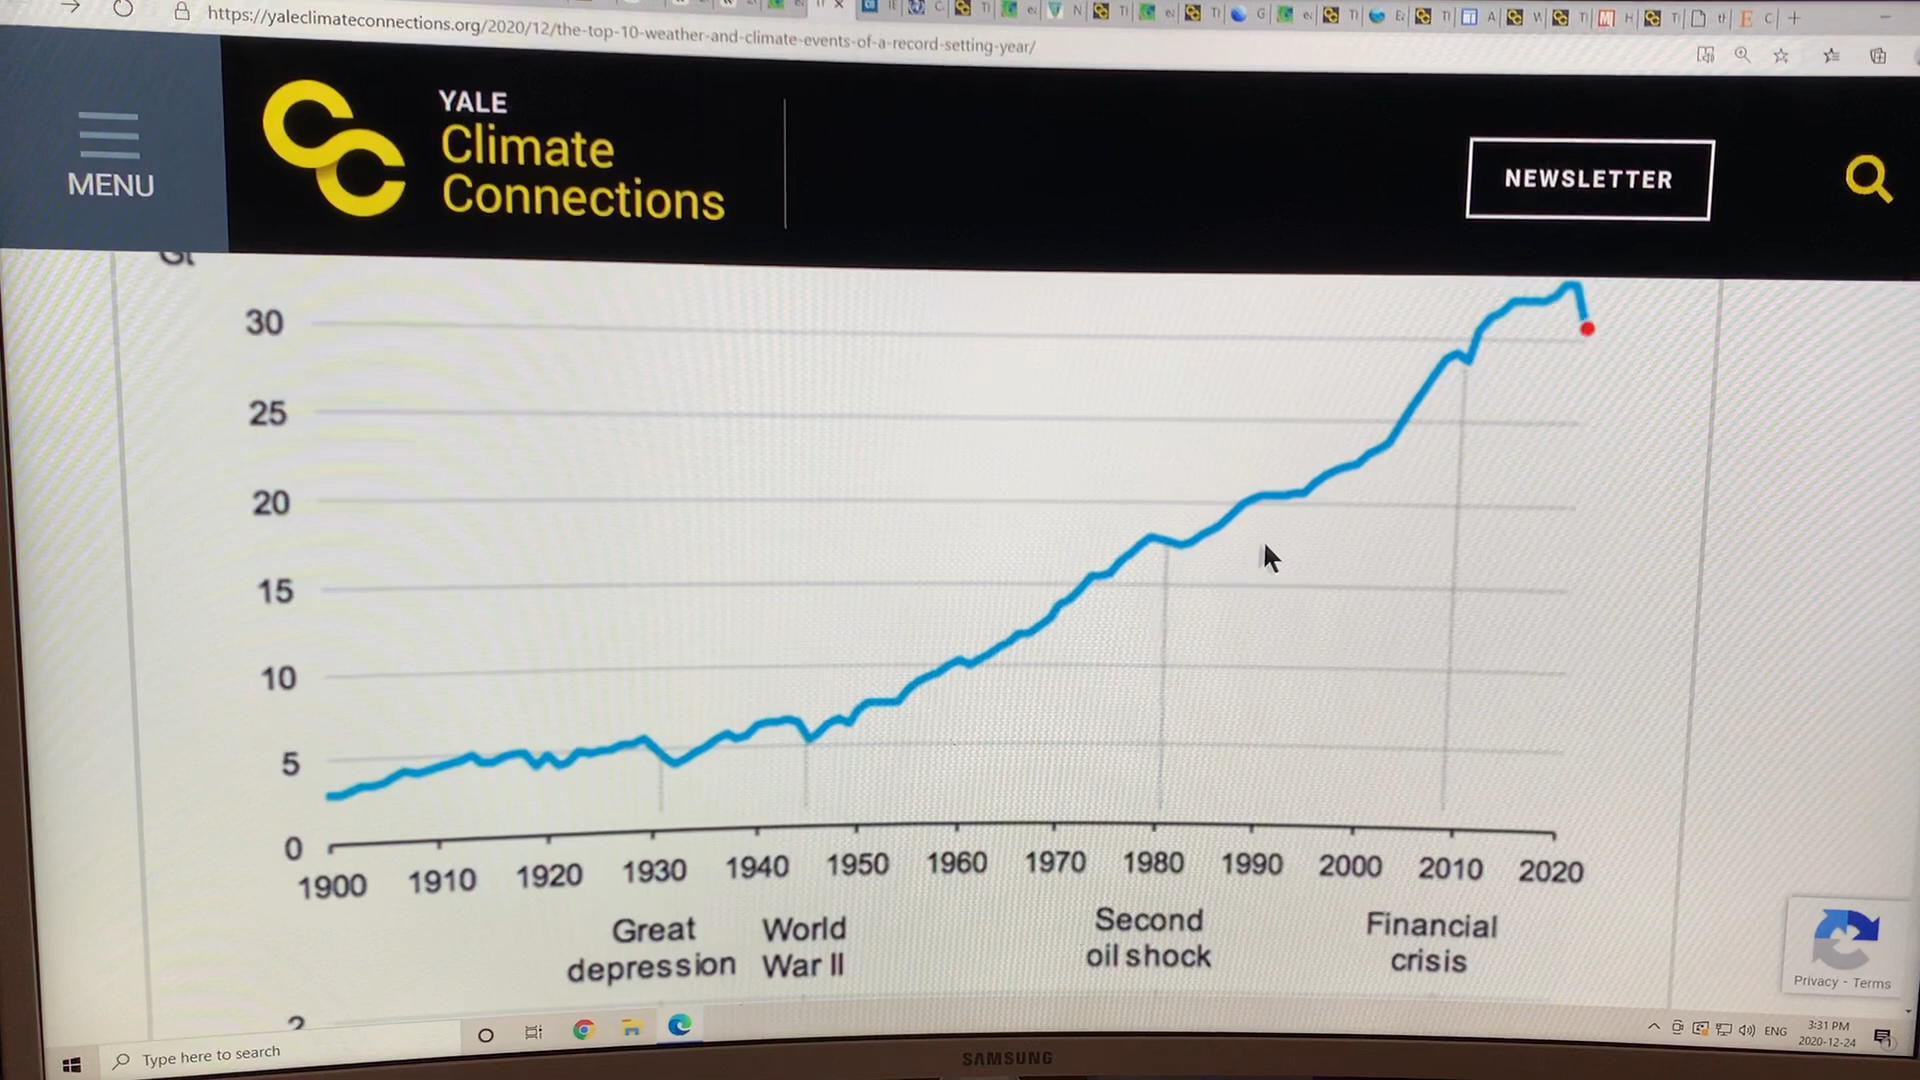 https://yaleclimateconnections.org/2020/12/the-top-10-weather-and-climate-events-of-a-record-setting-year/
MENU
YALE
Climate
Connections
NEWSLETTER
30
25
20
15
10
5
0
1900 1910 1920 1930 1940 1950 1960 1970 1980 1990 2000 2010 2020
Great
depression
World
War II
Second
oil shock
Financial
crisis
Privacy - Terms
Type here to search
ENG
3:31 PM
2020-12-24
SAMSUNG